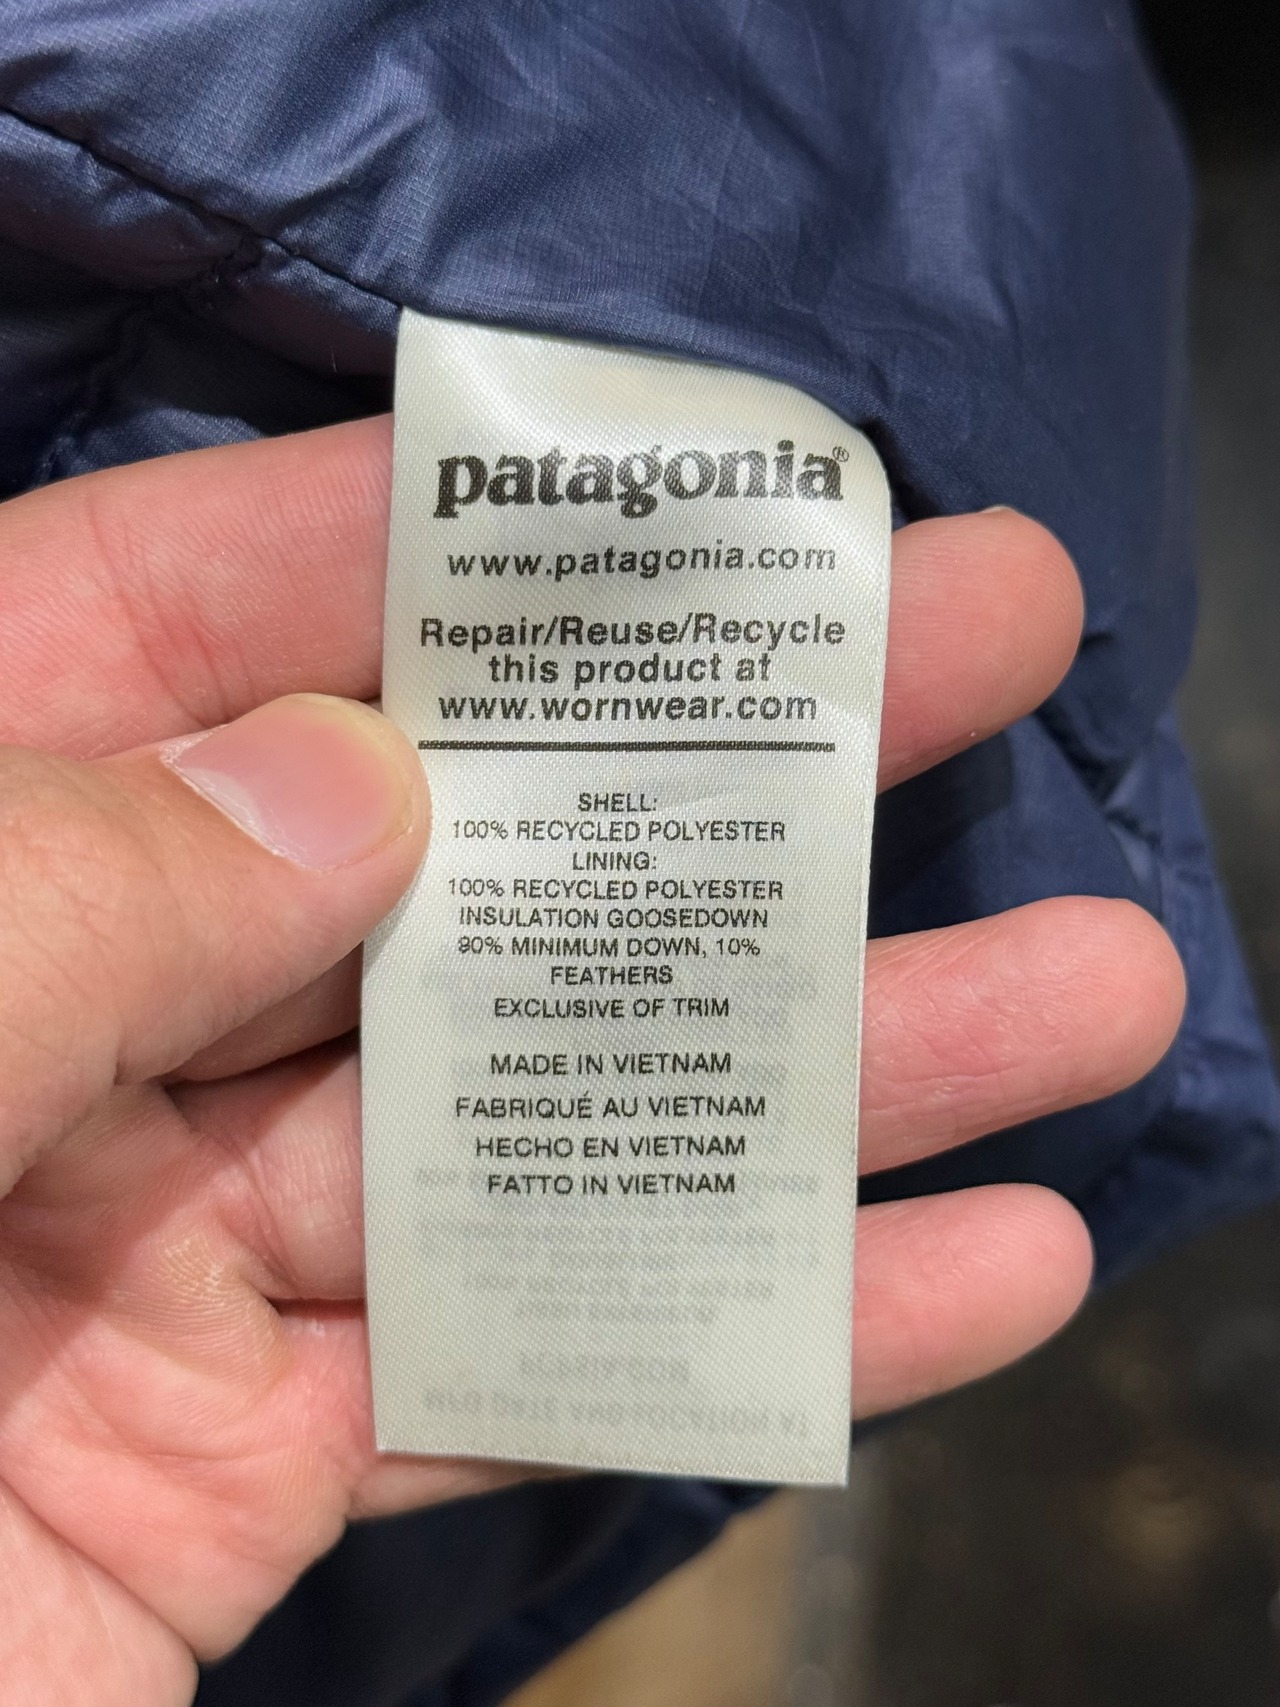 patagonia®
www.patagonia.com
Repair/Reuse/Recycle
this product at
www.wornwear.com
SHELL:
100% RECYCLED POLYESTER
LINING:
100% RECYCLED POLYESTER
INSULATION GOOSEDOWN
90% MINIMUM DOWN, 10%
FEATHERS
EXCLUSIVE OF TRIM
MADE IN VIETNAM
FABRIQUÉ AU VIETNAM
HECHO EN VIETNAM
FATTO IN VIETNAM